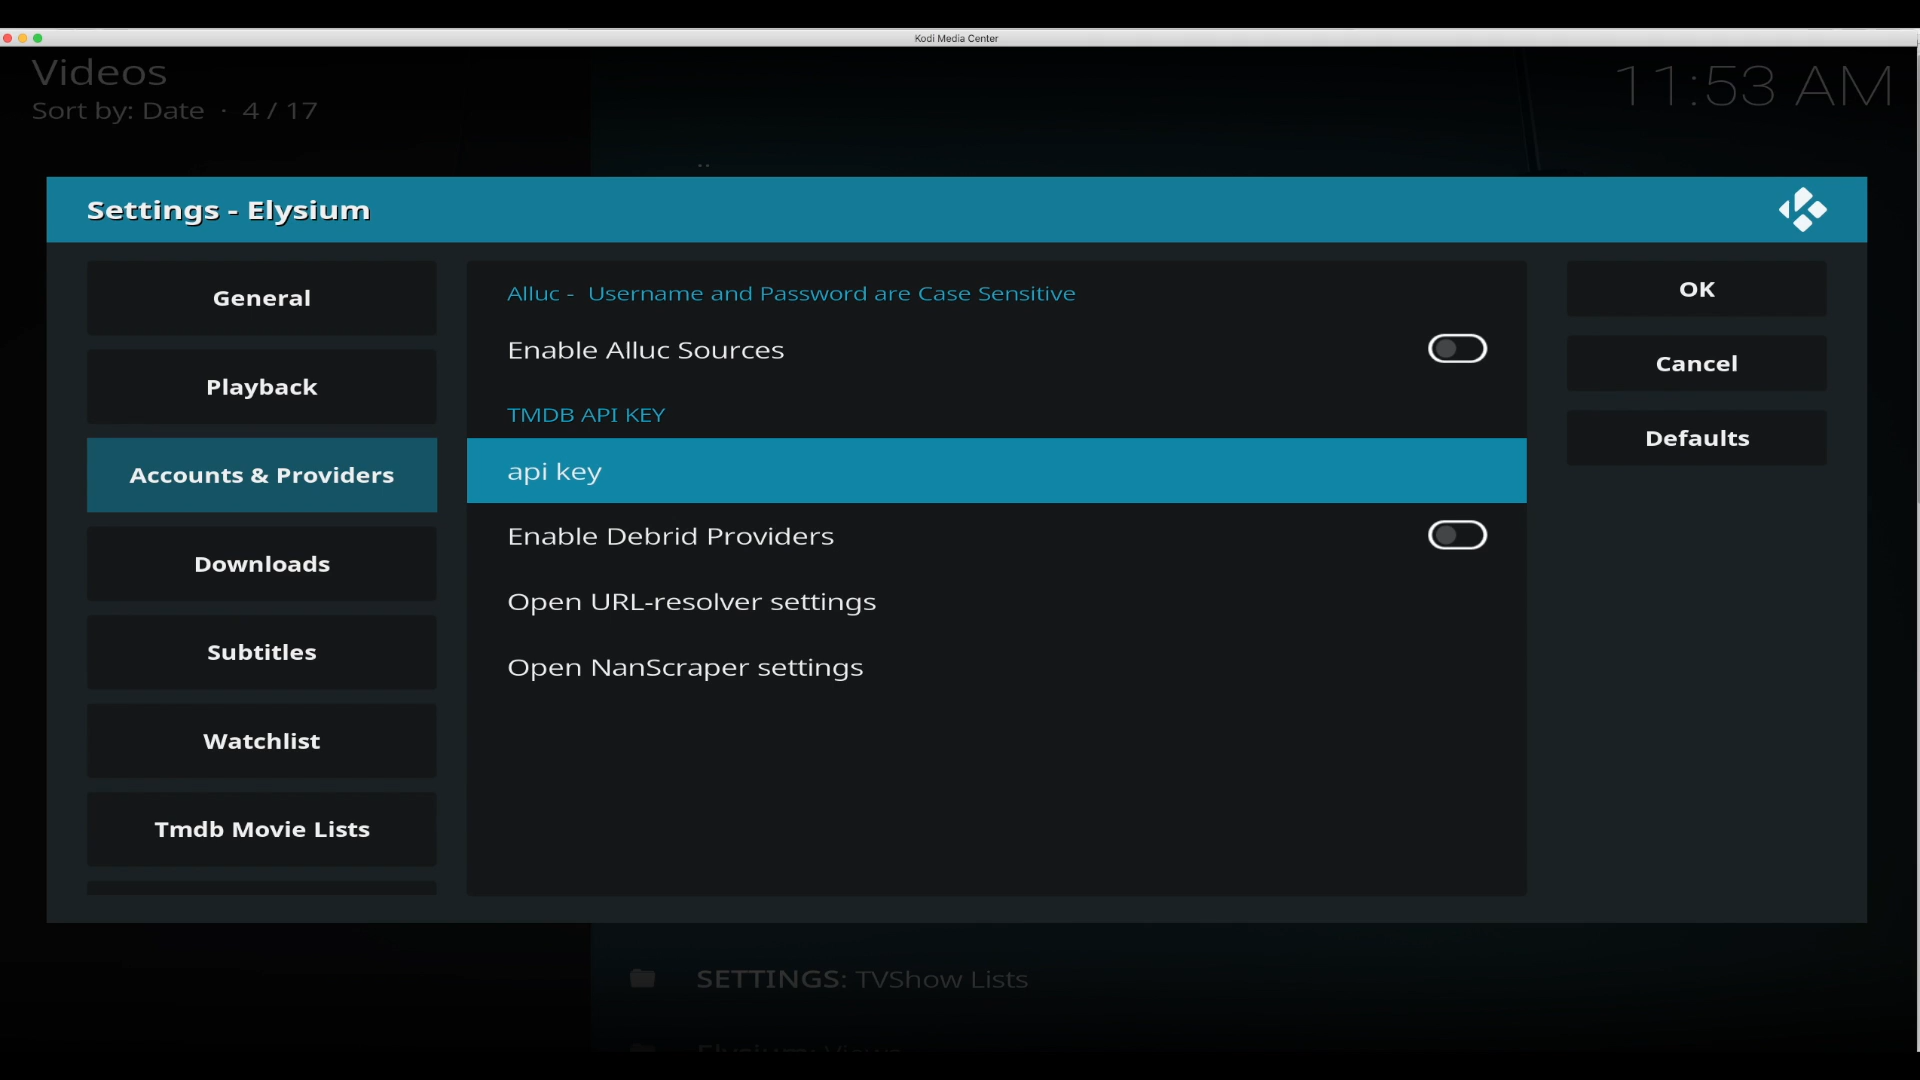 Kodi Media Center
Videos
Sort by: Date · 4 / 17
11:53 AM
..
Settings - Elysium
General
Playback
Accounts & Providers
Downloads
Subtitles
Watchlist
Tmdb Movie Lists
Alluc - Username and Password are Case Sensitive
Enable Alluc Sources
TMDB API KEY
api key
Enable Debrid Providers
Open URL-resolver settings
Open NanScraper settings
OK
Cancel
Defaults
SETTINGS: TVShow Lists
Elysium: Views